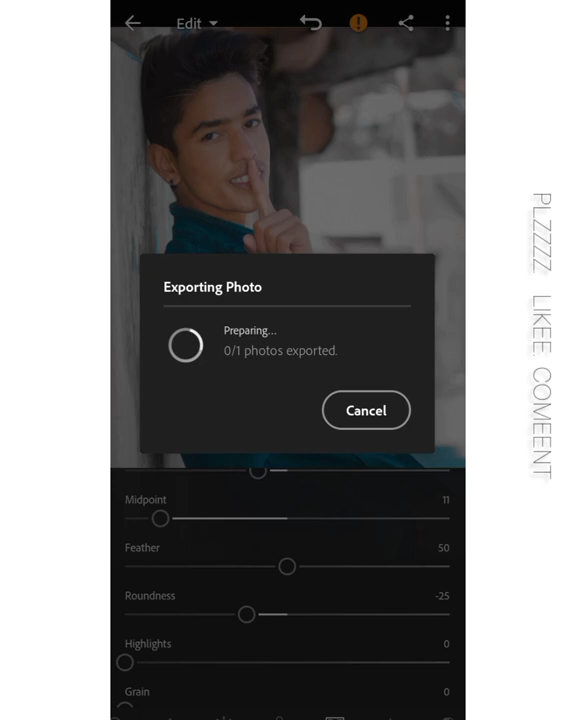 Edit
Exporting Photo
Preparing...
0/1 photos exported.
Cancel
Midpoint 11
Feather 50
Roundness -25
Highlights 0
Grain 0
PLZZZZZ LIKEE COMEENT